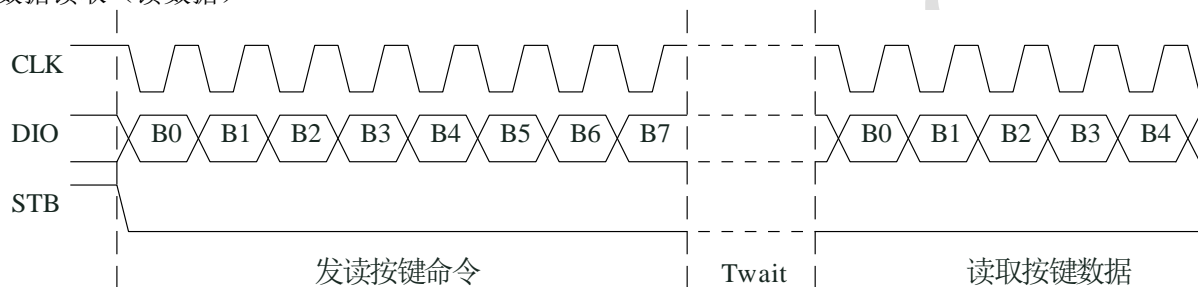 数据读取（读数据）
CLK
DIO B0 B1 B2 B3 B4 B5 B6 B7 B0 B1 B2 B3 B4
STB
发读按键命令 Twait 读取按键数据